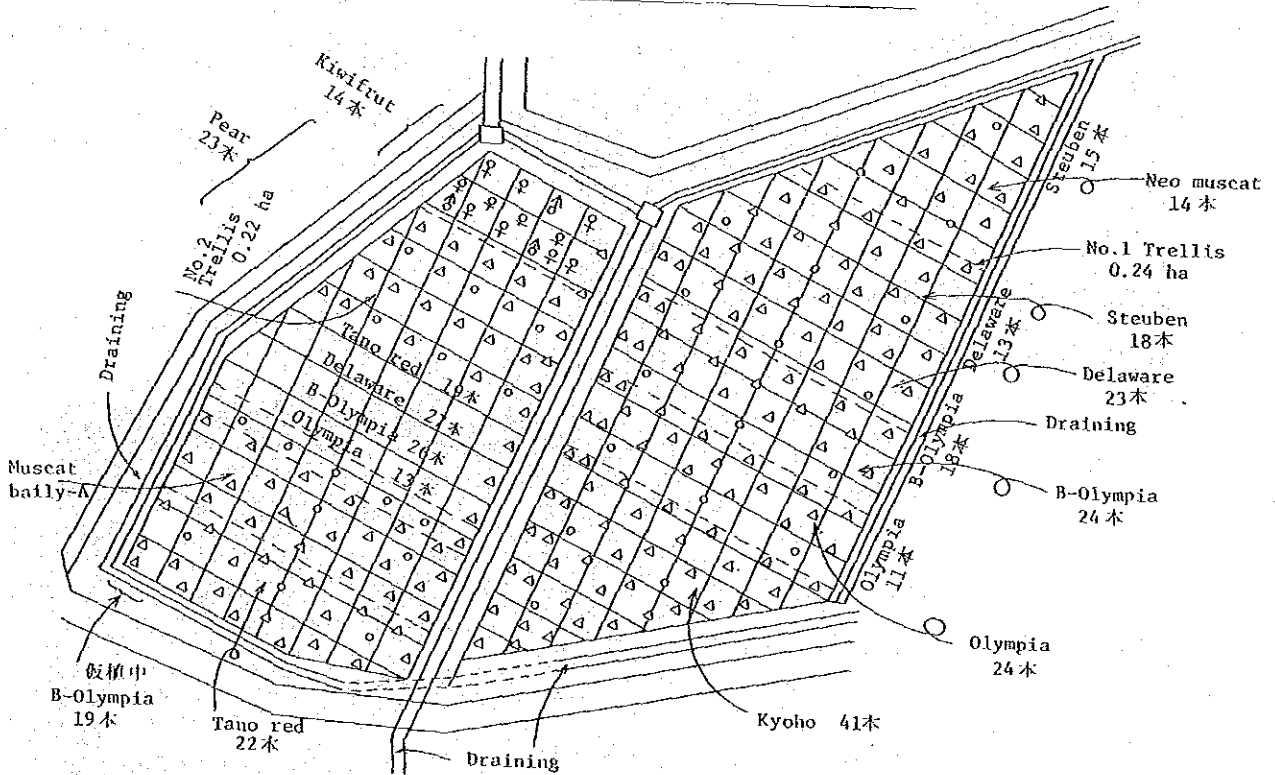 Kiwifrut
14本
Pear
23本
No.2
Trellis
0.22 ha
Draining
Tano red 19本
Delaware 27本
B-Olympia 26本
Olympia 13本
Muscat
baily-A
仮植中
B-Olympia
19本
Tano red
22本
Draining
Kyoho 41本
Steuben
15本
Neo muscat
14本
No.1 Trellis
0.24 ha
Steuben
18本
Delaware
13本
Delaware
23本
Draining
B-Olympia
18本
B-Olympia
24本
Olympia
11本
Olympia
24本